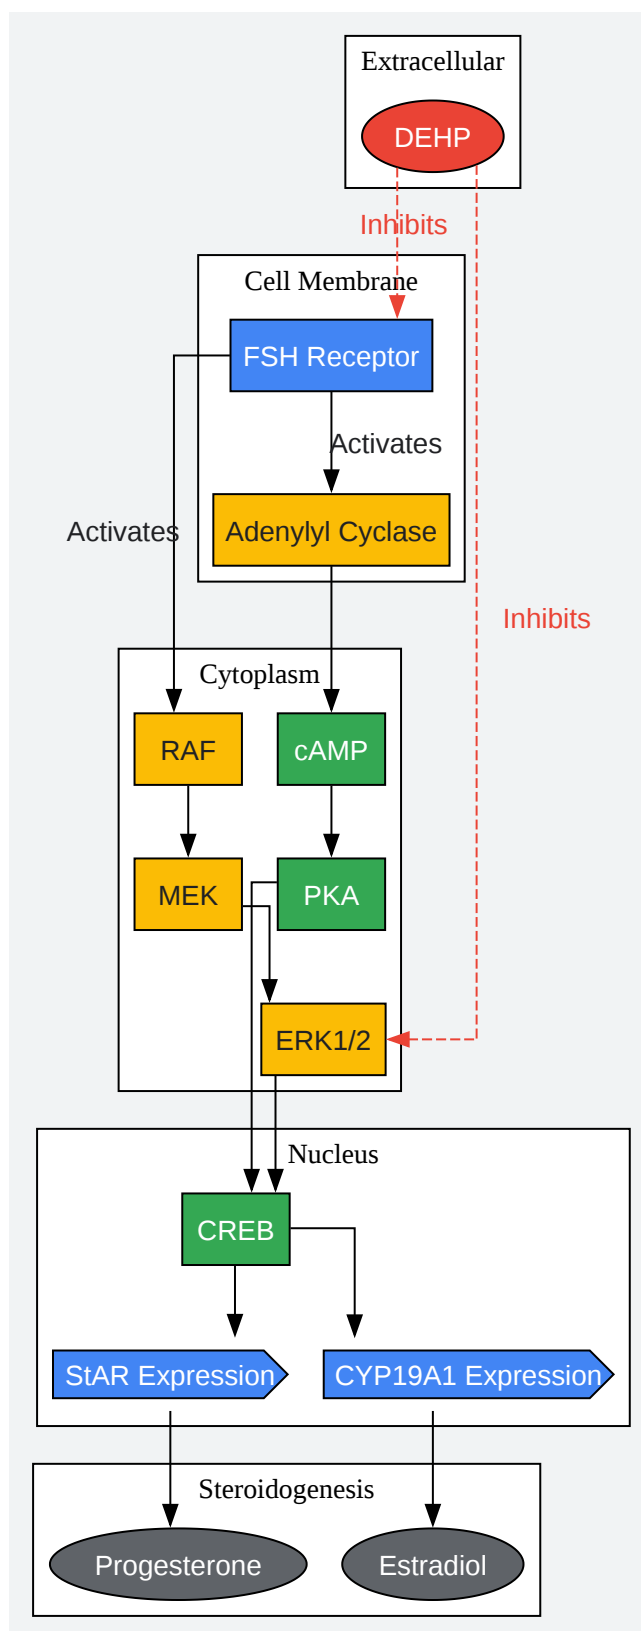 Extracellular
DEHP
Inhibits
Cell Membrane
FSH Receptor
Activates
Adenylyl Cyclase
Activates
Inhibits
Cytoplasm
RAF
cAMP
MEK
PKA
ERK1/2
Nucleus
CREB
StAR Expression
CYP19A1 Expression
Steroidogenesis
Progesterone
Estradiol